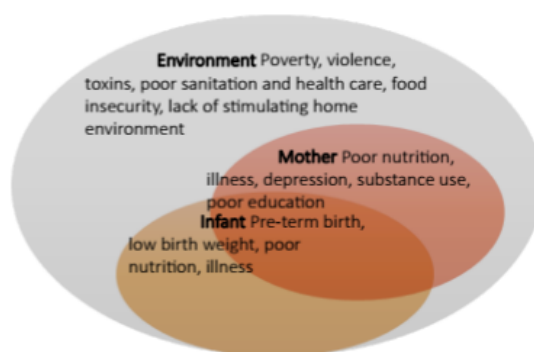 Environment Poverty, violence,
toxins, poor sanitation and health care, food
insecurity, lack of stimulating home
environment
Mother Poor nutrition,
illness, depression, substance use,
poor education
Infant Pre-term birth,
low birth weight, poor
nutrition, illness